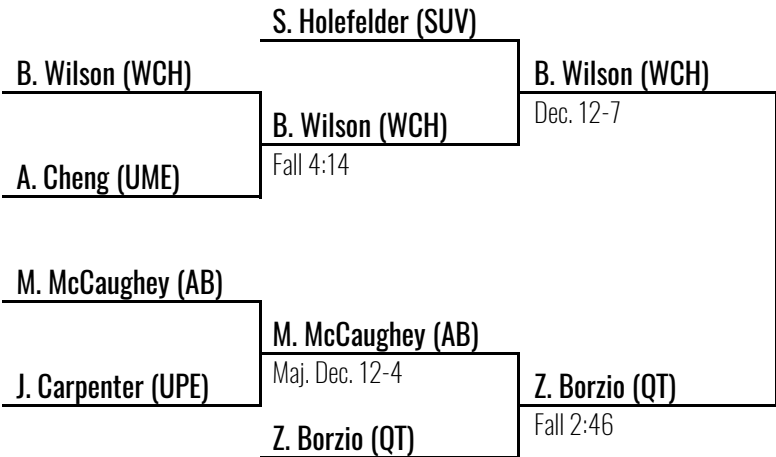 S. Holefelder (SUV)
B. Wilson (WCH)
B. Wilson (WCH)
Dec. 12-7
B. Wilson (WCH)
Fall 4:14
A. Cheng (UME)
M. McCaughey (AB)
M. McCaughey (AB)
Maj. Dec. 12-4
J. Carpenter (UPE)
Z. Borzio (QT)
Fall 2:46
Z. Borzio (QT)